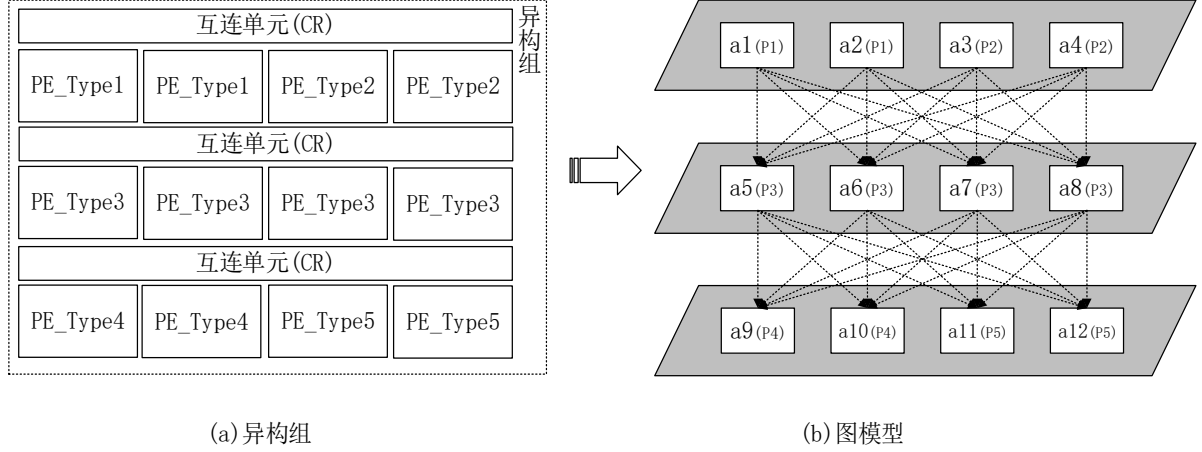 互连单元(CR)
异构组
PE_Type1 PE_Type1 PE_Type2 PE_Type2
互连单元(CR)
PE_Type3 PE_Type3 PE_Type3 PE_Type3
互连单元(CR)
PE_Type4 PE_Type4 PE_Type5 PE_Type5
(a)异构组
a1(P1) a2(P1) a3(P2) a4(P2)
a5(P3) a6(P3) a7(P3) a8(P3)
a9(P4) a10(P4) a11(P5) a12(P5)
(b)图模型